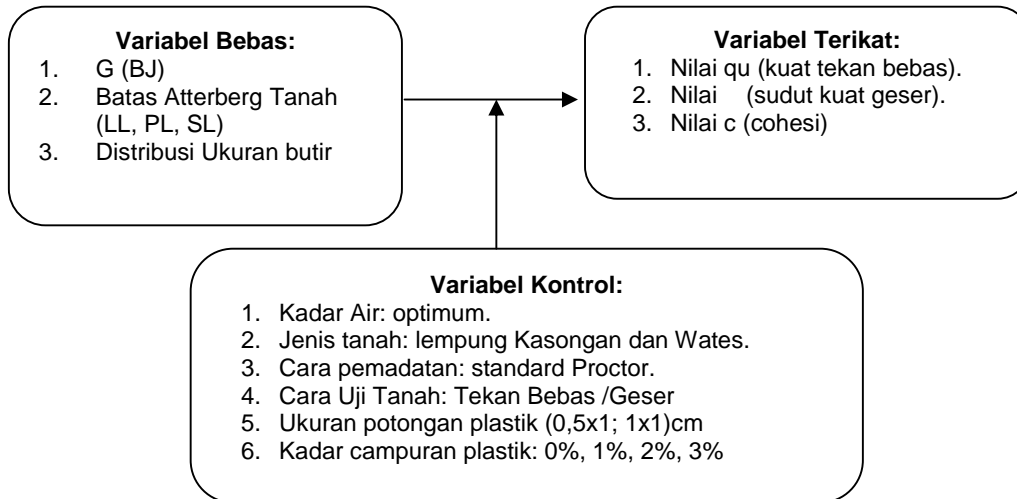 Variabel Bebas:
1. G (BJ)
2. Batas Atterberg Tanah
(LL, PL, SL)
3. Distribusi Ukuran butir
Variabel Terikat:
1. Nilai qu (kuat tekan bebas).
2. Nilai (sudut kuat geser).
3. Nilai c (cohesi)
Variabel Kontrol:
1. Kadar Air: optimum.
2. Jenis tanah: lempung Kasongan dan Wates.
3. Cara pemadatan: standard Proctor.
4. Cara Uji Tanah: Tekan Bebas /Geser
5. Ukuran potongan plastik (0,5x1; 1x1)cm
6. Kadar campuran plastik: 0%, 1%, 2%, 3%